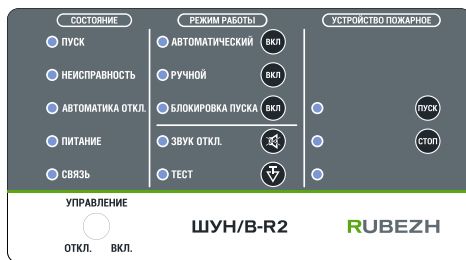 СОСТОЯНИЕ
ПУСК
НЕИСПРАВНОСТЬ
АВТОМАТИКА ОТКЛ.
ПИТАНИЕ
СВЯЗЬ
РЕЖИМ РАБОТЫ
АВТОМАТИЧЕСКИЙ ВКЛ
РУЧНОЙ ВКЛ
БЛОКИРОВКА ПУСКА ВКЛ
ЗВУК ОТКЛ.
ТЕСТ
УСТРОЙСТВО ПОЖАРНОЕ
ПУСК
СТОП
УПРАВЛЕНИЕ
ОТКЛ. ВКЛ.
ШУН/В-R2
RUBEZH